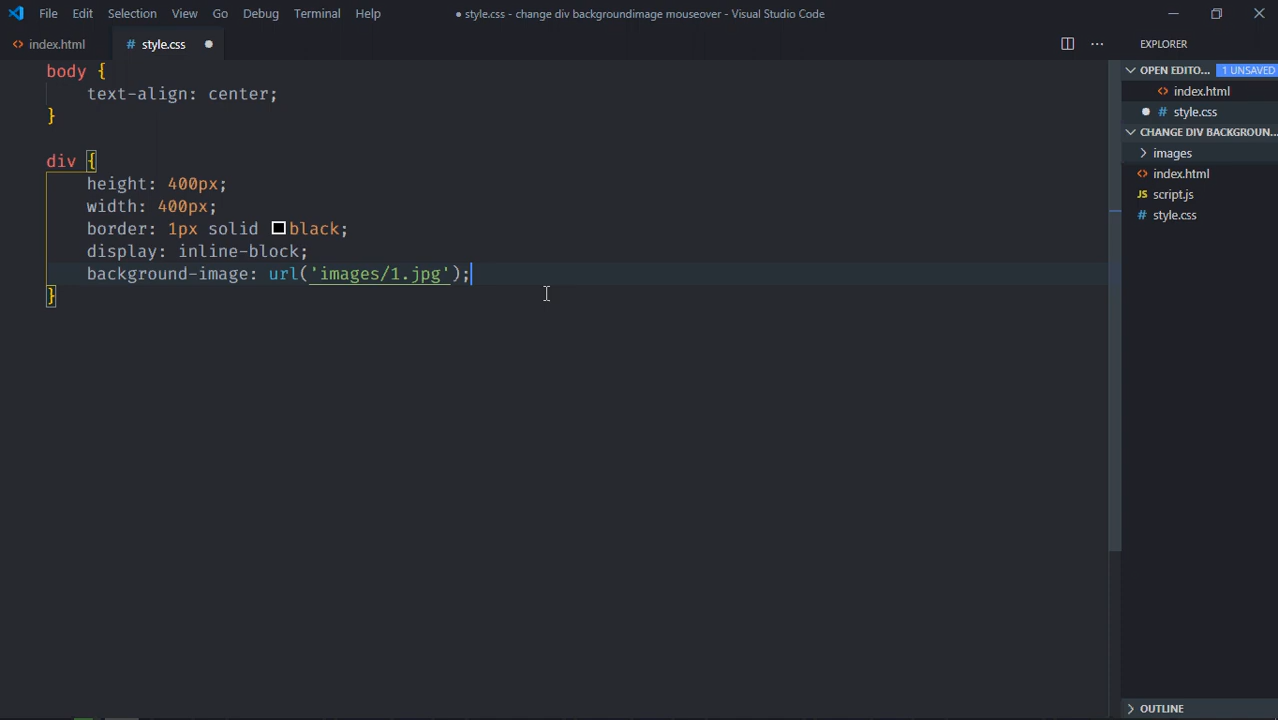 File Edit Selection View Go Debug Terminal Help
● style.css - change div backgroundimage mouseover - Visual Studio Code
<> index.html
# style.css ●
EXPLORER
body {
text-align: center;
}
div {
height: 400px;
width: 400px;
border: 1px solid black;
display: inline-block;
background-image: url('images/1.jpg');
}
OPEN EDITO... 1 UNSAVED
<> index.html
● # style.css
CHANGE DIV BACKGROUN...
images
<> index.html
JS script.js
# style.css
OUTLINE